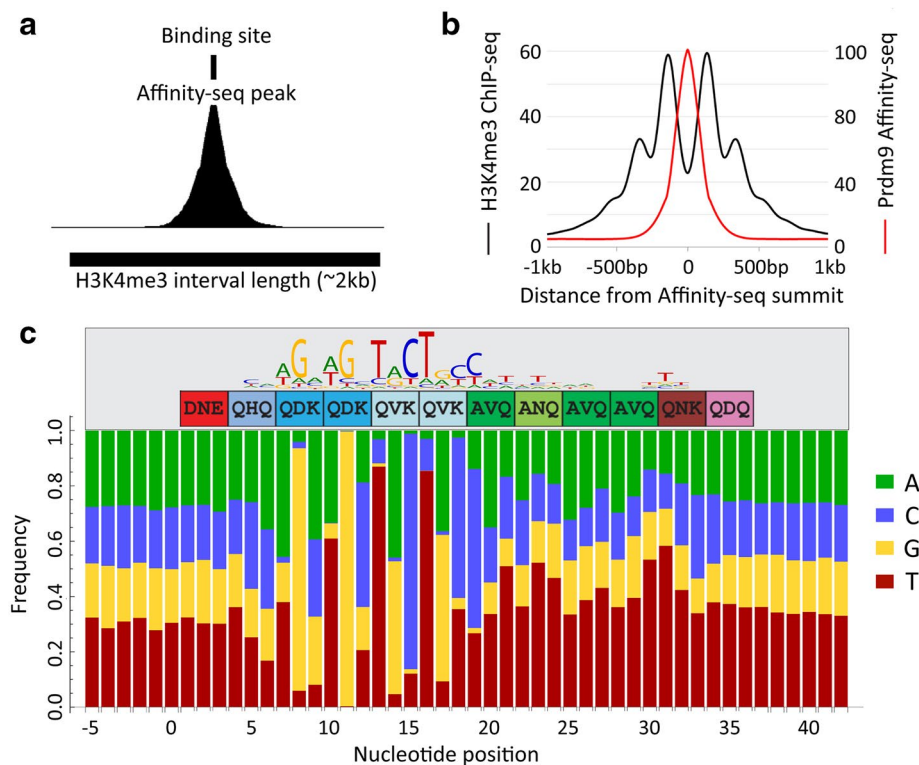 a
Binding site
Affinity-seq peak
H3K4me3 interval length (~2kb)
b
H3K4me3 ChIP-seq
60
40
20
0
100
80
40
0
Prdm9 Affinity-seq
-1kb -500bp 0 500bp 1kb
Distance from Affinity-seq summit
c
DNE QHQ QDK QDK QVK QVK AVQ ANQ AVQ AVQ QNK QDQ
Frequency
1.0
0.8
0.6
0.4
0.2
0.0
-5 0 5 10 15 20 25 30 35 40
Nucleotide position
A
C
G
T